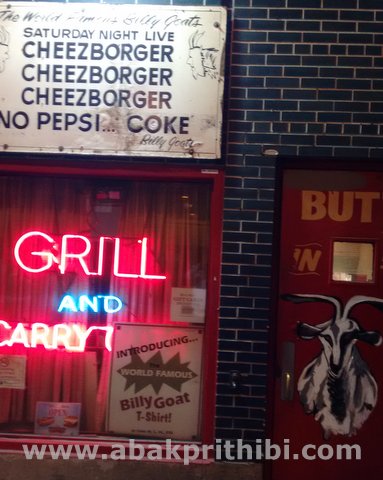 The World Famous Billy Goat's
SATURDAY NIGHT LIVE
CHEEZBORGER
CHEEZBORGER
CHEEZBORGER
NO PEPSI... COKE
Billy Goat's
GRILL
AND
CARRY
INTRODUCING...
WORLD FAMOUS
Billy Goat
T-Shirt!
OPEN
BUT
IN
www.abakprithibi.com